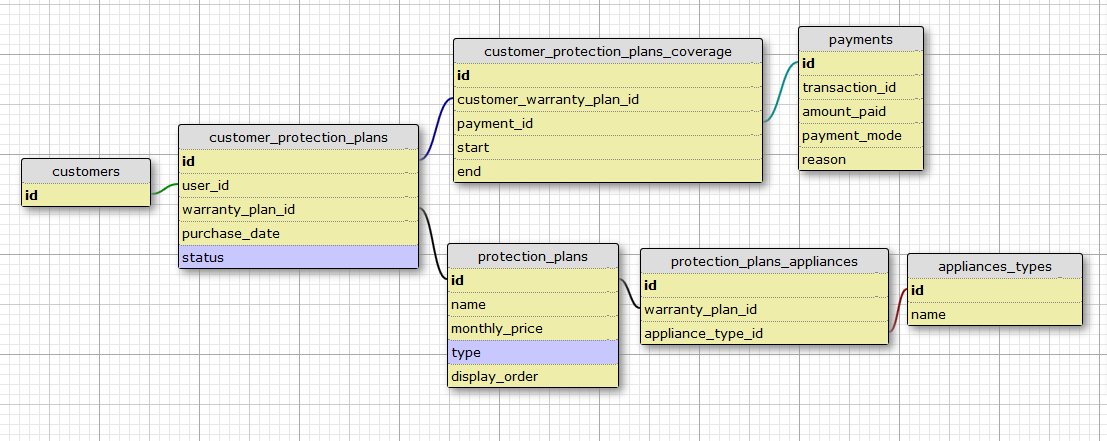 customers
id
customer_protection_plans
id
user_id
warranty_plan_id
purchase_date
status
customer_protection_plans_coverage
id
customer_warranty_plan_id
payment_id
start
end
payments
id
transaction_id
amount_paid
payment_mode
reason
protection_plans
id
name
monthly_price
type
display_order
protection_plans_appliances
id
warranty_plan_id
appliance_type_id
appliances_types
id
name